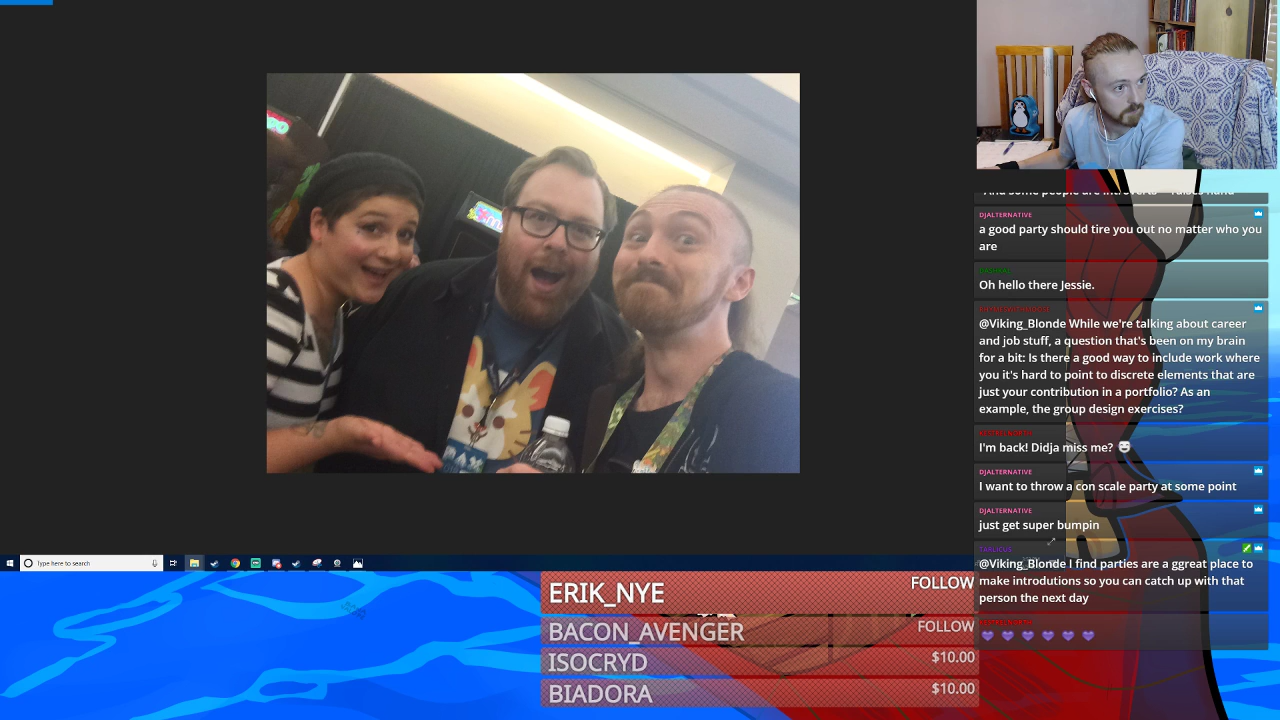 PAX
Type here to search
DJALTERNATIVE
a good party should tire you out no matter who you
are
Oh hello there Jessie.
@Viking_Blonde While we're talking about career
and job stuff, a question that's been on my brain
for a bit: Is there a good way to include work where
you it's hard to point to discrete elements that are
just your contribution in a portfolio? As an
example, the group design exercises?
KESTRELNORTH
I'm back! Didja miss me?
DJALTERNATIVE
I want to throw a con scale party at some point
DJALTERNATIVE
just get super bumpin
TARLICUS
@Viking_Blonde I find parties are a ggreat place to
make introdutions so you can catch up with that
person the next day
KESTRELNORTH
ERIK_NYE FOLLOW
BACON_AVENGER FOLLOW
ISOCRYD $10.00
BIADORA $10.00